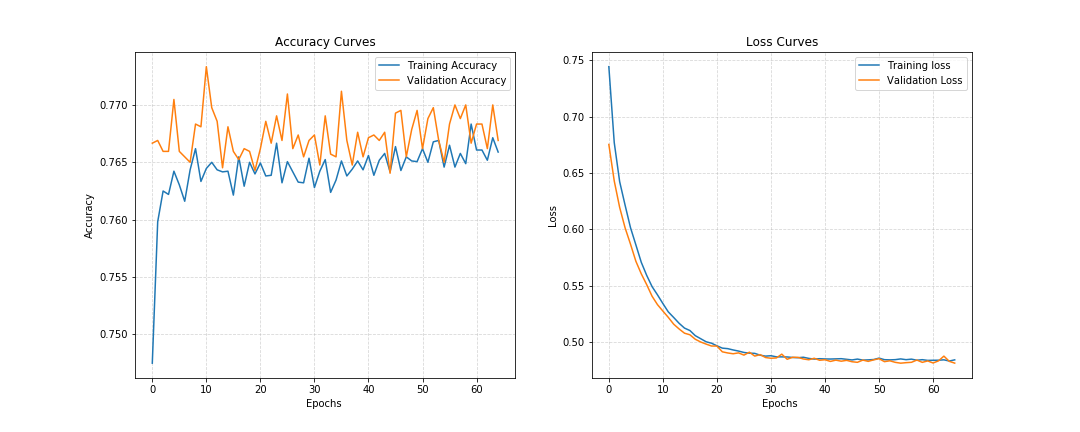 Accuracy Curves
Training Accuracy
Validation Accuracy
0.770
0.765
0.760
0.755
0.750
Accuracy
0
10
20
30
40
50
60
Epochs
Loss Curves
Training loss
Validation Loss
0.75
0.70
0.65
0.60
0.55
0.50
Loss
0
10
20
30
40
50
60
Epochs